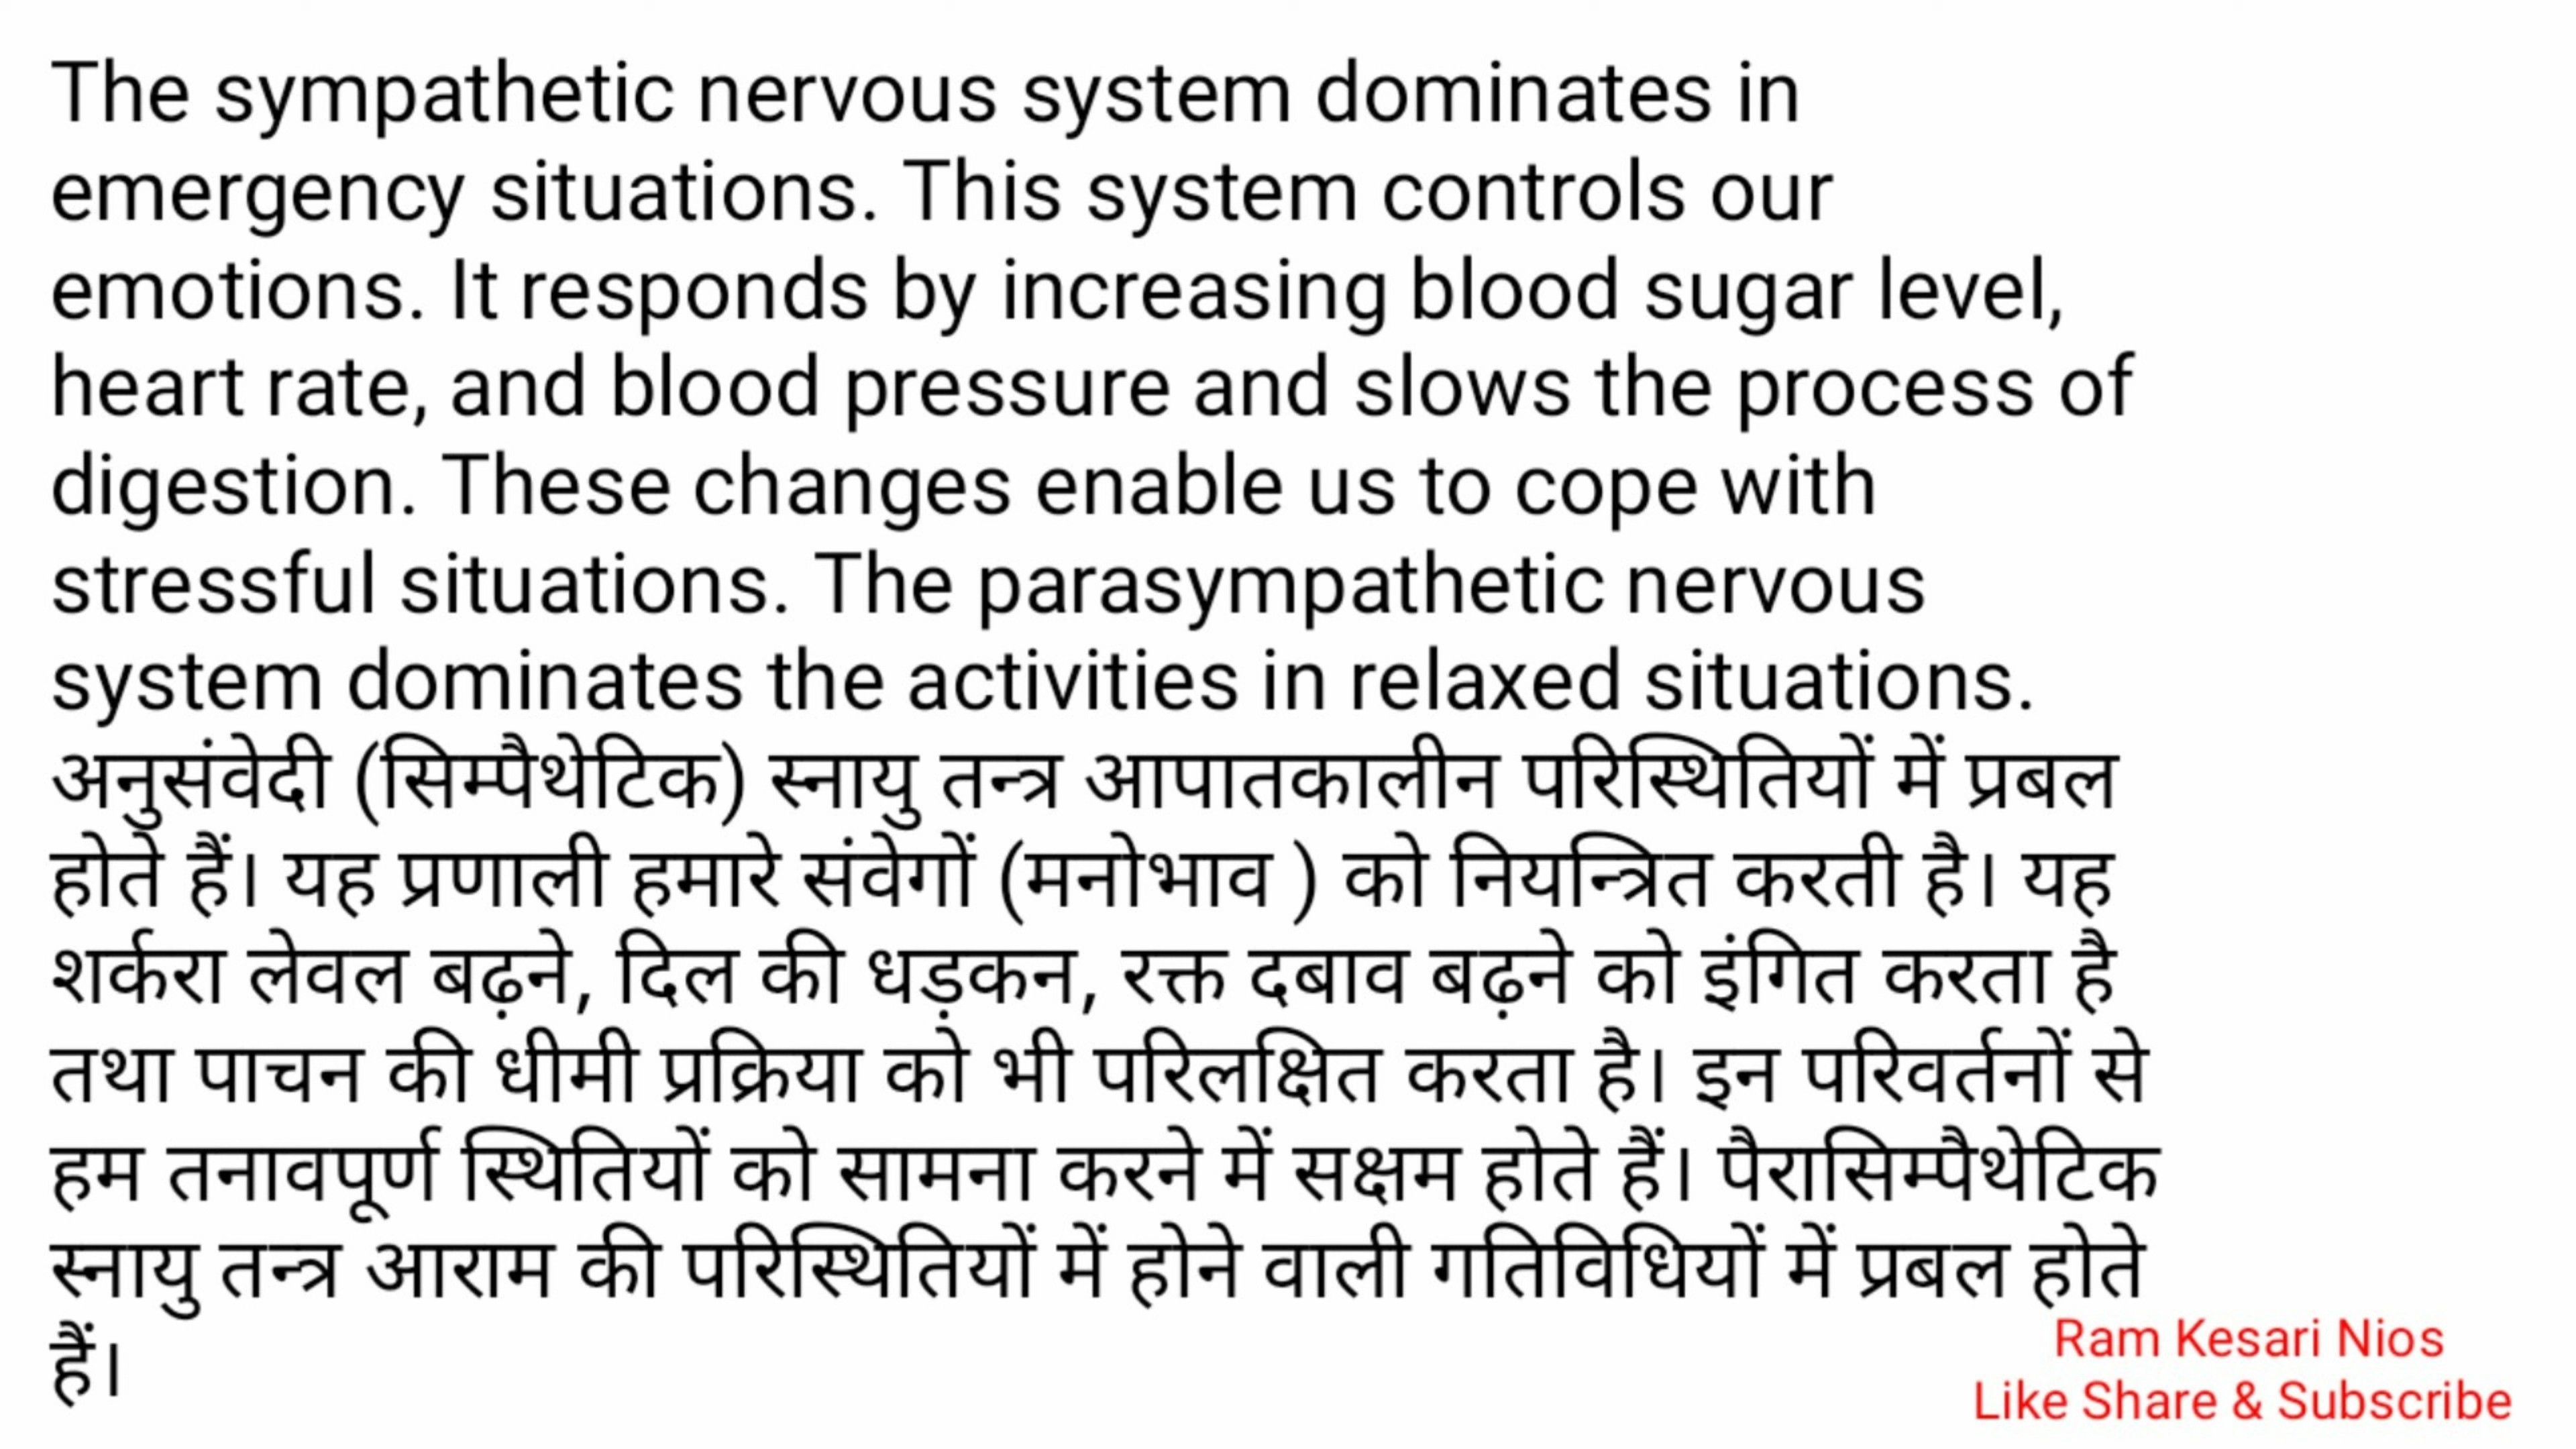 The sympathetic nervous system dominates in
emergency situations. This system controls our
emotions. It responds by increasing blood sugar level,
heart rate, and blood pressure and slows the process of
digestion. These changes enable us to cope with
stressful situations. The parasympathetic nervous
system dominates the activities in relaxed situations.
अनुसंवेदी (सिम्पैथेटिक) स्नायु तन्त्र आपातकालीन परिस्थितियों में प्रबल
होते हैं। यह प्रणाली हमारे संवेगों (मनोभाव ) को नियन्त्रित करती है। यह
शर्करा लेवल बढ़ने, दिल की धड़कन, रक्त दबाव बढ़ने को इंगित करता है
तथा पाचन की धीमी प्रक्रिया को भी परिलक्षित करता है। इन परिवर्तनों से
हम तनावपूर्ण स्थितियों को सामना करने में सक्षम होते हैं। पैरासिम्पैथेटिक
स्नायु तन्त्र आराम की परिस्थितियों में होने वाली गतिविधियों में प्रबल होते
हैं।
Ram Kesari Nios
Like Share & Subscribe